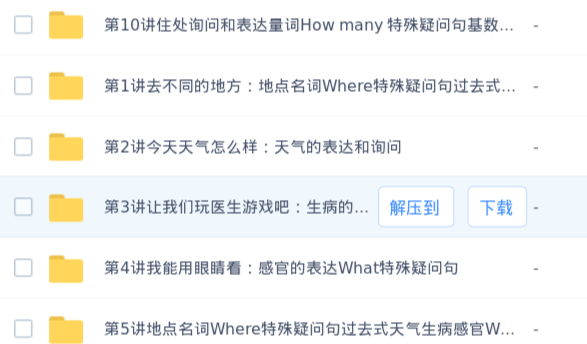 第10讲住处询问和表达量词How many 特殊疑问句基数... -
第1讲去不同的地方：地点名词Where特殊疑问句过去式... -
第2讲今天天气怎么样：天气的表达和询问 -
第3讲让我们玩医生游戏吧：生病的... 解压到 下载 -
第4讲我能用眼睛看：感官的表达What特殊疑问句 -
第5讲地点名词Where特殊疑问句过去式天气生病感官W... -